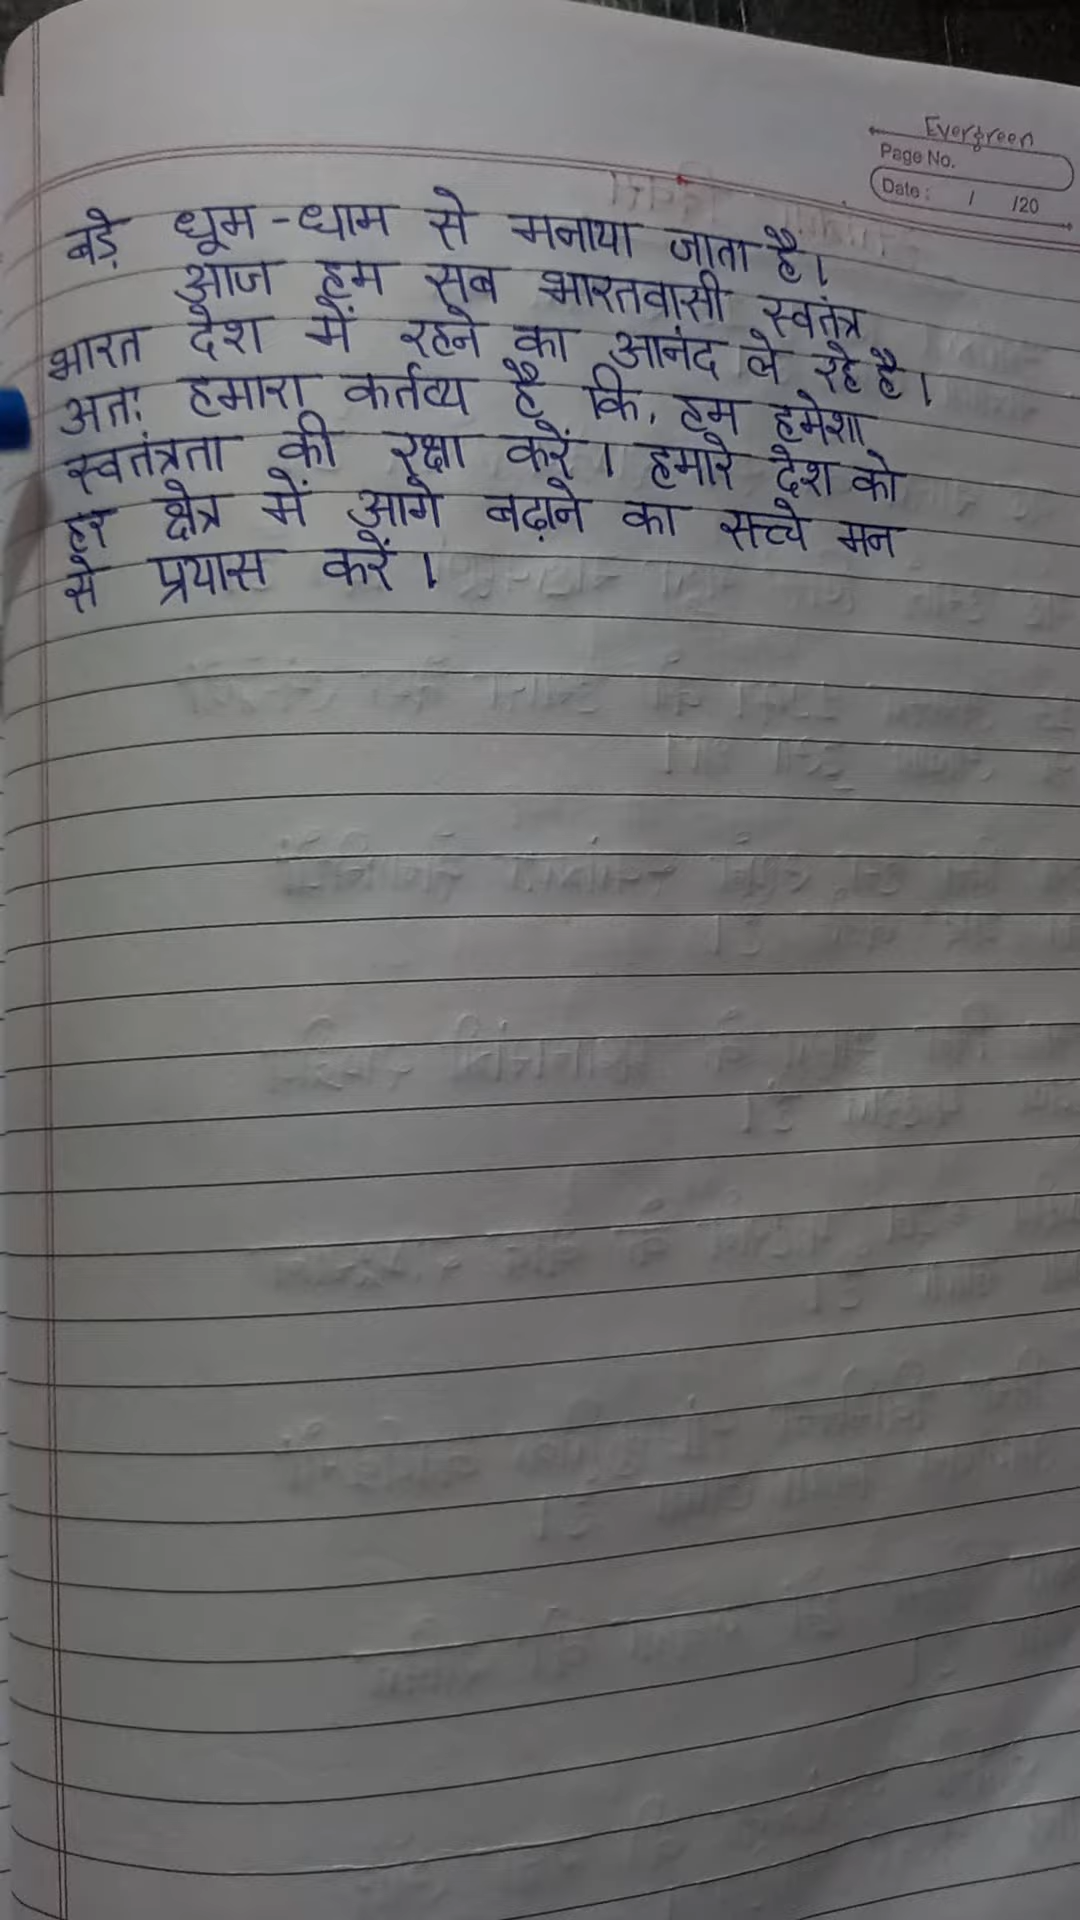 Evergreen
Page No.
Date : / /20
बड़े धूम-धाम से मनाया जाता है।
आज हम सब भारतवासी स्वतंत्र
भारत देश में रहने का आनंद ले रहे है।
अतः हमारा कर्तव्य है कि, हम हमेशा
स्वतंत्रता की रक्षा करें। हमारे देश को
हर क्षेत्र में आगे बढ़ाने का सच्चे मन
से प्रयास करें।